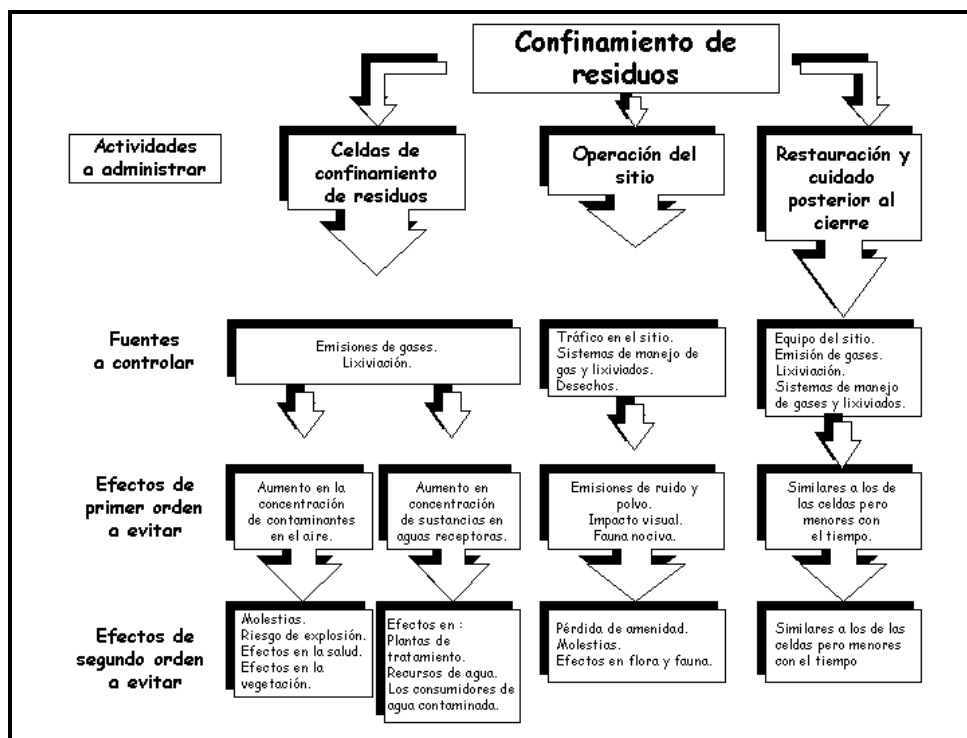 Confinamiento de
residuos
Actividades
a administrar
Celdas de
confinamiento
de residuos
Operación del
sitio
Restauración y
cuidado
posterior al
cierre
Fuentes
a controlar
Emisiones de gases.
Lixiviación.
Tráfico en el sitio.
Sistemas de manejo de
gas y lixiviados.
Desechos.
Equipo del sitio.
Emisión de gases.
Lixiviación.
Sistemas de manejo
de gases y lixiviados.
Efectos de
primer orden
a evitar
Aumento en la
concentración
de contaminantes
en el aire.
Aumento en
concentración
de sustancias en
aguas receptoras.
Emisiones de ruido y
polvo.
Impacto visual.
Fauna nociva.
Similares a los de
las celdas pero
menores con
el tiempo.
Efectos de
segundo orden
a evitar
Molestias.
Riesgo de explosión.
Efectos en la salud.
Efectos en la
vegetación.
Efectos en :
Plantas de
tratamiento.
Recursos de agua.
Los consumidores de
agua contaminada.
Pérdida de amenidad.
Molestias.
Efectos en flora y fauna.
Similares a los de las
celdas pero menores
con el tiempo